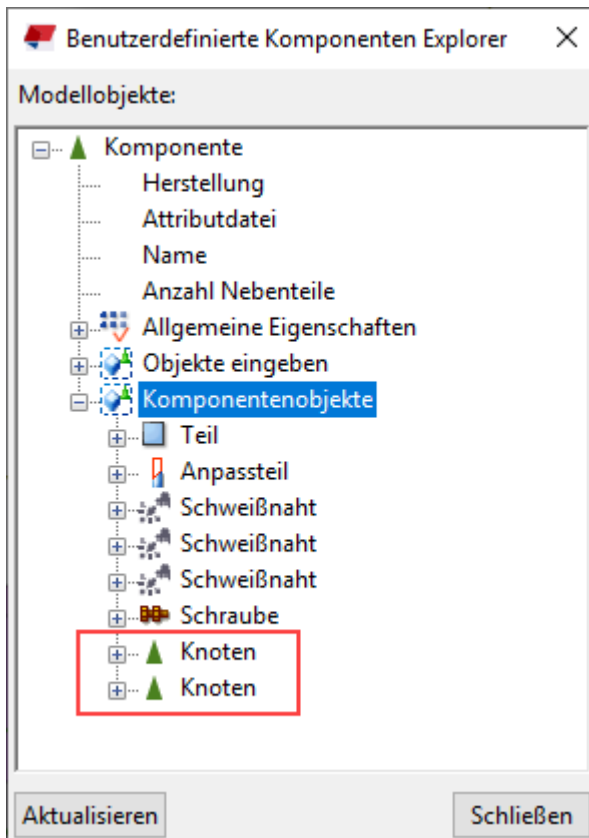 Benutzerdefinierte Komponenten Explorer
Modellobjekte:
Komponente
Herstellung
Attributdatei
Name
Anzahl Nebenteile
Allgemeine Eigenschaften
Objekte eingeben
Komponentenobjekte
Teil
Anpassteil
Schweißnaht
Schweißnaht
Schweißnaht
Schraube
Knoten
Knoten
Aktualisieren
Schließen